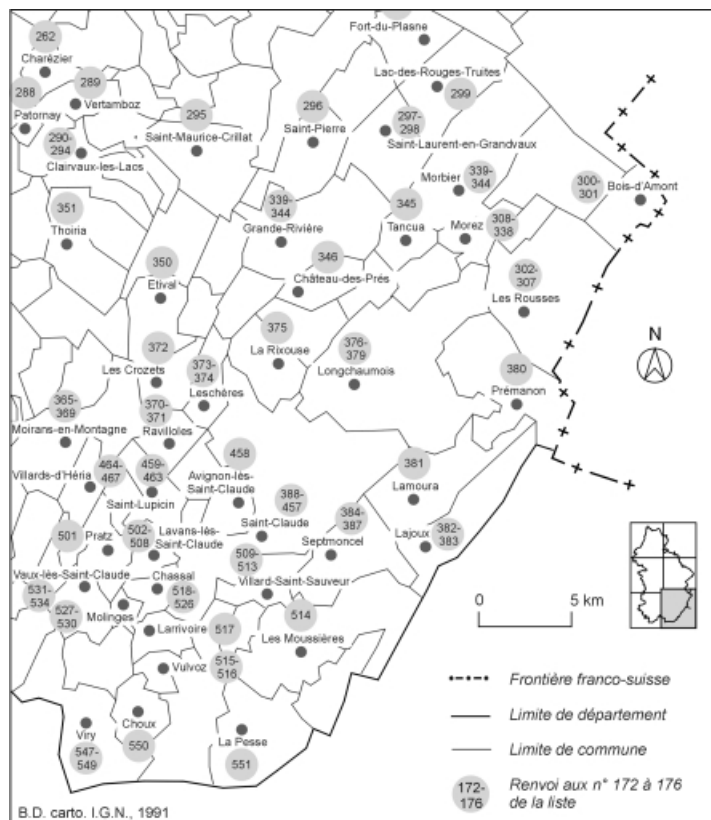 Fort-du-Plasne
262
Charézier
Lac-des-Rouges-Truites
289
288
Vertamboz
299
Patornay
295
296
297-
298
Saint-Maurice-Crillat
Saint-Pierre
Saint-Laurent-en-Grandvaux
290-
294
Clairvaux-les-Lacs
Morbier
339-
344
300-
301
Bois-d'Amont
351
339-
344
345
Thoiria
Grande-Rivière
Tancua
Morez
308-
338
350
346
Etival
Château-des-Prés
302-
307
Les Rousses
N
375
372
La Rixouse
376-
379
Les Crozets
373-
374
Longchaumois
380
Leschères
Prémanon
365-
369
370-
371
Moirans-en-Montagne
Ravilloles
458
381
464-
467
459-
463
Villards-d'Héria
Avignon-lès-
Saint-Claude
Lamoura
Saint-Lupicin
388-
457
384-
387
501
502-
508
Lavans-lès-
Saint-Claude
Saint-Claude
382-
383
Pratz
Septmoncel
Lajoux
509-
513
Vaux-lès-Saint-Claude
Chassal
Villard-Saint-Sauveur
531-
534
518-
526
0
5 km
527-
530
Molinges
514
Larrivoire
517
Les Moussières
515-
516
Vulvoz
Frontière franco-suisse
Choux
Limite de département
Viry
La Pesse
550
547-
549
551
Limite de commune
172-
176
Renvoi aux n° 172 à 176
de la liste
B.D. carto. I.G.N., 1991